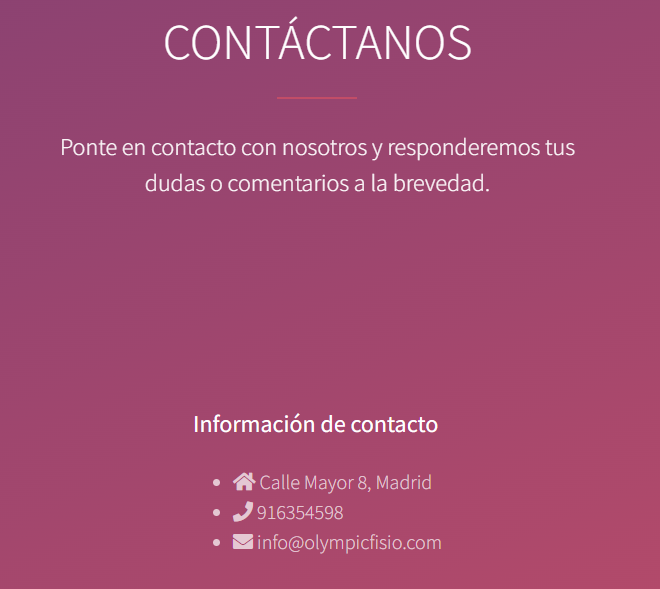 CONTÁCTANOS
Ponte en contacto con nosotros y responderemos tus
dudas o comentarios a la brevedad.
Información de contacto
Calle Mayor 8, Madrid
916354598
info@olympicfisio.com